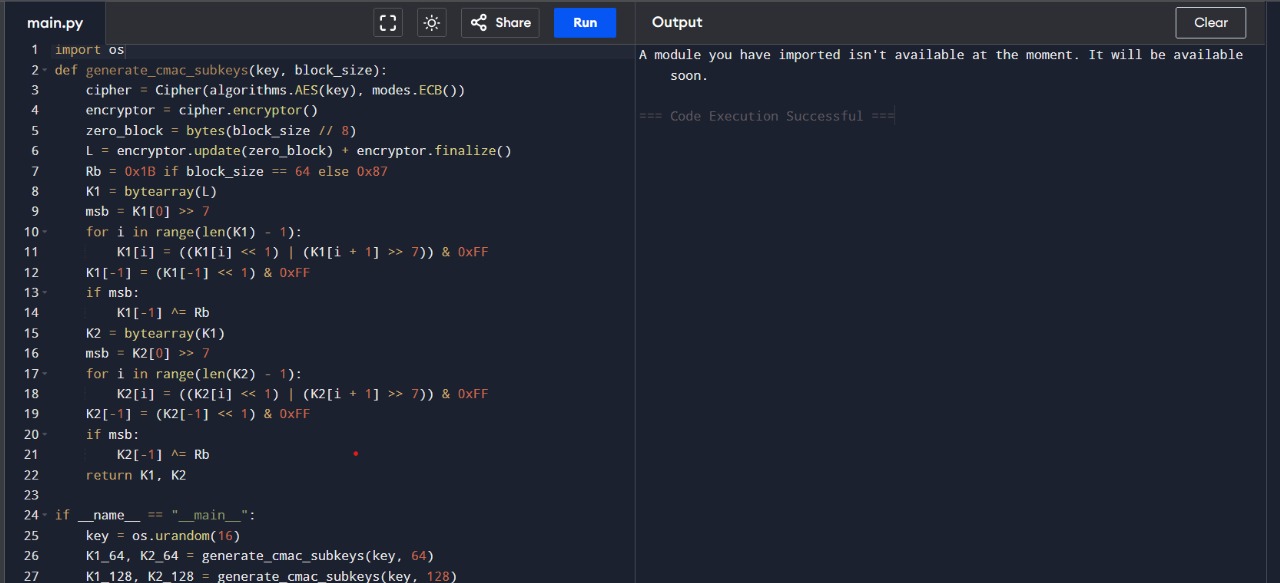 main.py Share Run Output Clear
1 import os
2 def generate_cmac_subkeys(key, block_size):
3 cipher = Cipher(algorithms.AES(key), modes.ECB())
4 encryptor = cipher.encryptor()
5 zero_block = bytes(block_size // 8)
6 L = encryptor.update(zero_block) + encryptor.finalize()
7 Rb = 0x1B if block_size == 64 else 0x87
8 K1 = bytearray(L)
9 msb = K1[0] >> 7
10 for i in range(len(K1) - 1):
11 K1[i] = ((K1[i] << 1) | (K1[i + 1] >> 7)) & 0xFF
12 K1[-1] = (K1[-1] << 1) & 0xFF
13 if msb:
14 K1[-1] ^= Rb
15 K2 = bytearray(K1)
16 msb = K2[0] >> 7
17 for i in range(len(K2) - 1):
18 K2[i] = ((K2[i] << 1) | (K2[i + 1] >> 7)) & 0xFF
19 K2[-1] = (K2[-1] << 1) & 0xFF
20 if msb:
21 K2[-1] ^= Rb
22 return K1, K2
23
24 if __name__ == "__main__":
25 key = os.urandom(16)
26 K1_64, K2_64 = generate_cmac_subkeys(key, 64)
27 K1_128, K2_128 = generate_cmac_subkeys(key, 128)
A module you have imported isn't available at the moment. It will be available
soon.
=== Code Execution Successful ===